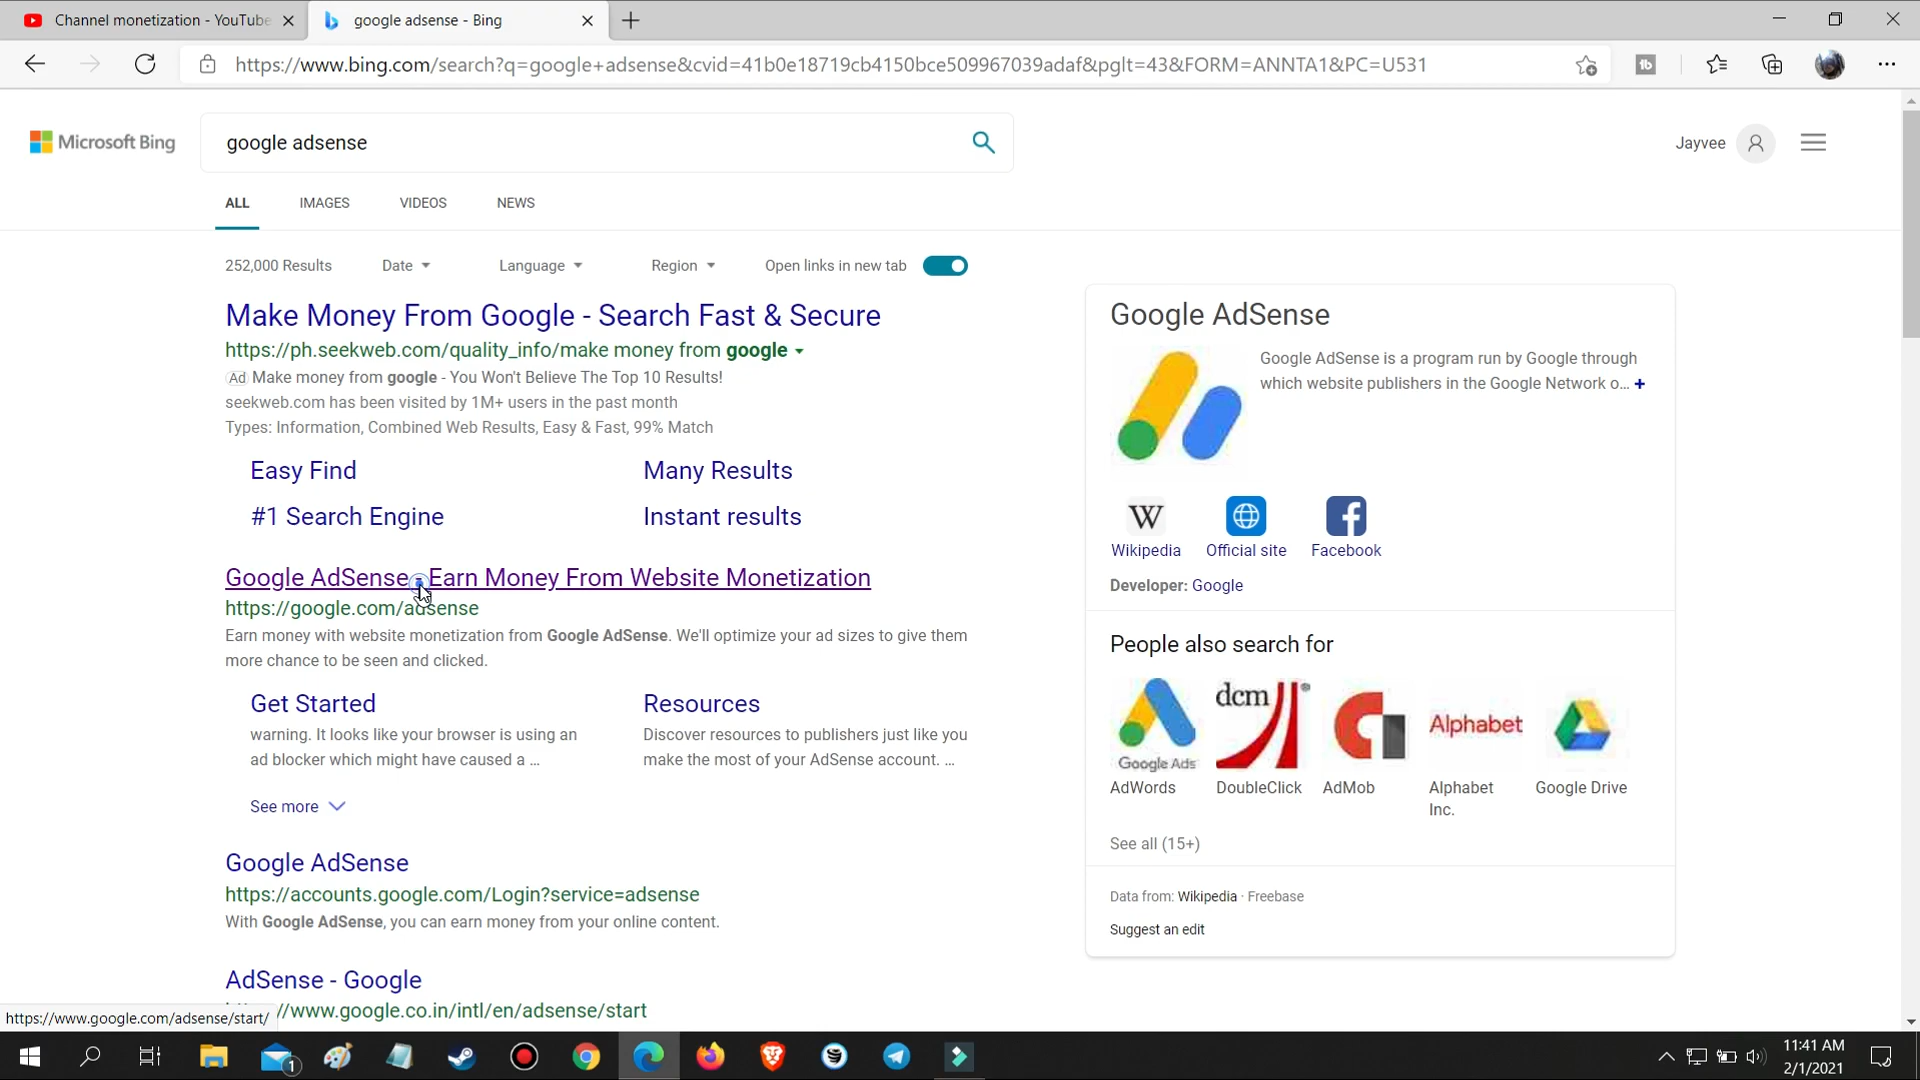 Channel monetization - YouTube
google adsense - Bing
https://www.bing.com/search?q=google+adsense&cvid=41b0e18719cb4150bce509967039adaf&pglt=43&FORM=ANNTA1&PC=U531
Microsoft Bing
google adsense
Jayvee
ALL IMAGES VIDEOS NEWS
252,000 Results Date Language Region Open links in new tab
Make Money From Google - Search Fast & Secure
https://ph.seekweb.com/quality_info/make money from google
Ad Make money from google - You Won't Believe The Top 10 Results!
seekweb.com has been visited by 1M+ users in the past month
Types: Information, Combined Web Results, Easy & Fast, 99% Match
Easy Find Many Results
#1 Search Engine Instant results
Google AdSense - Earn Money From Website Monetization
https://google.com/adsense
Earn money with website monetization from Google AdSense. We'll optimize your ad sizes to give them
more chance to be seen and clicked.
Get Started
warning. It looks like your browser is using an
ad blocker which might have caused a ...
Resources
Discover resources to publishers just like you
make the most of your AdSense account. ...
See more
Google AdSense
https://accounts.google.com/Login?service=adsense
With Google AdSense, you can earn money from your online content.
AdSense - Google
//www.google.co.in/intl/en/adsense/start
https://www.google.com/adsense/start/
Google AdSense
Google AdSense is a program run by Google through
which website publishers in the Google Network o... +
W
Wikipedia Official site Facebook
Developer: Google
People also search for
Google Ads
dcm
Alphabet
AdWords DoubleClick AdMob Alphabet Google Drive
Inc.
See all (15+)
Data from: Wikipedia · Freebase
Suggest an edit
1
11:41 AM
2/1/2021